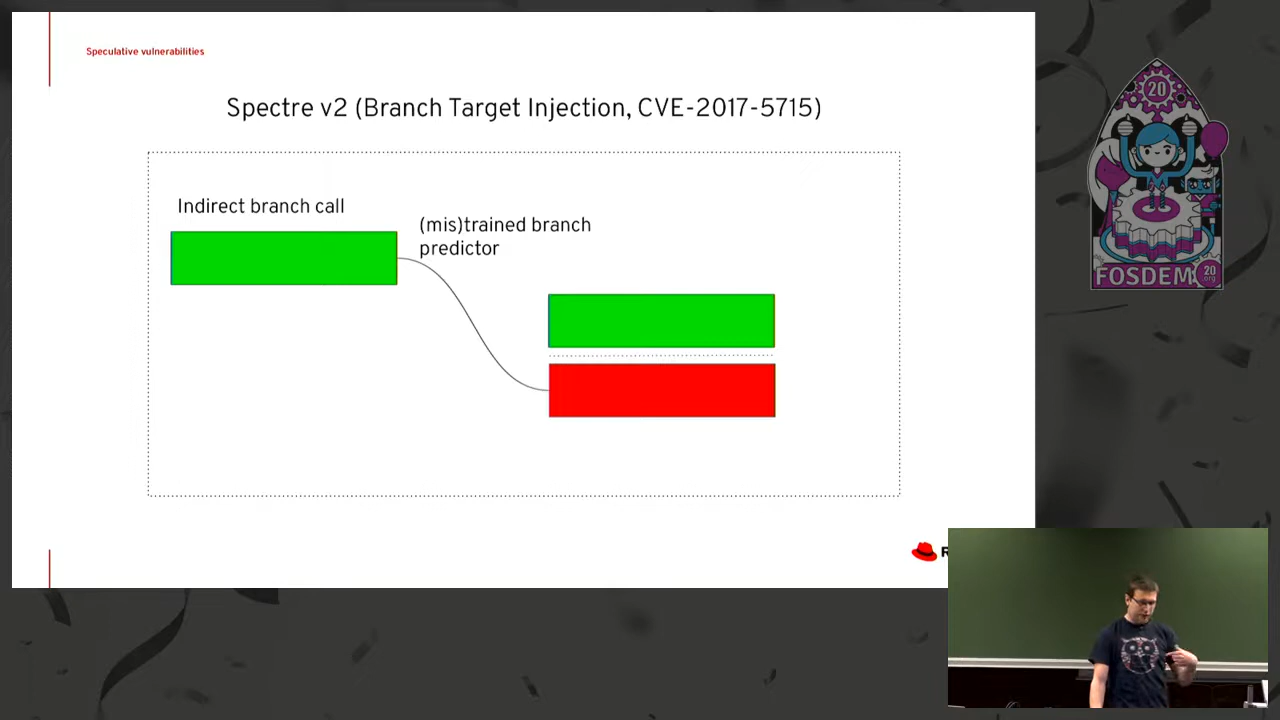 Speculative vulnerabilities
Spectre v2 (Branch Target Injection, CVE-2017-5715)
Indirect branch call
(mis)trained branch
predictor
R
20
FOSDEM
20
.org